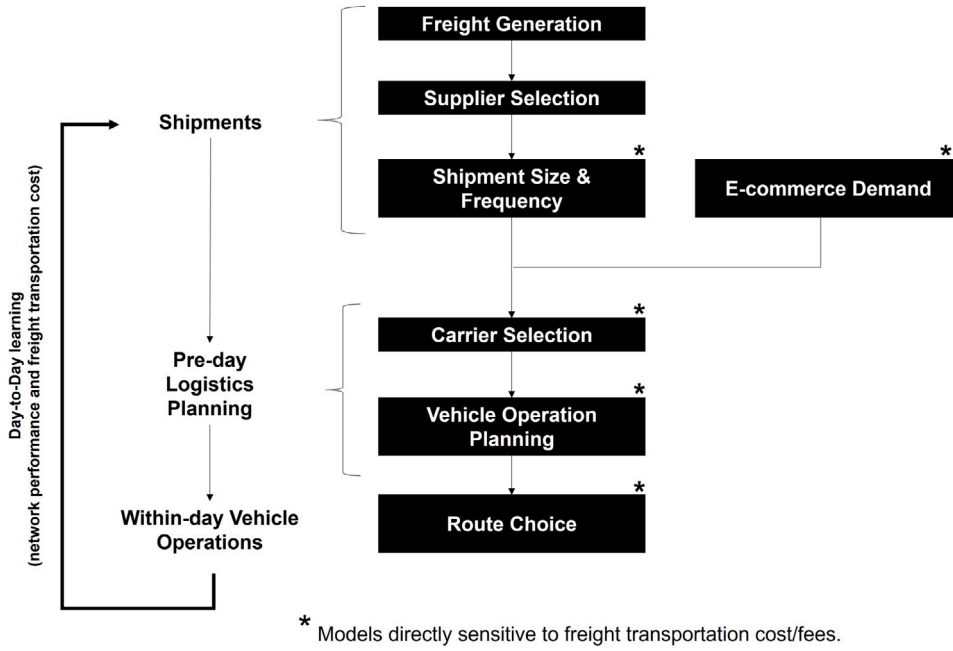 Freight Generation
Supplier Selection
Shipments
*
Shipment Size &
Frequency
*
E-commerce Demand
Day-to-Day learning
(network performance and freight transportation cost)
*
Carrier Selection
Pre-day
Logistics
Planning
*
Vehicle Operation
Planning
*
Within-day Vehicle
Operations
Route Choice
* Models directly sensitive to freight transportation cost/fees.